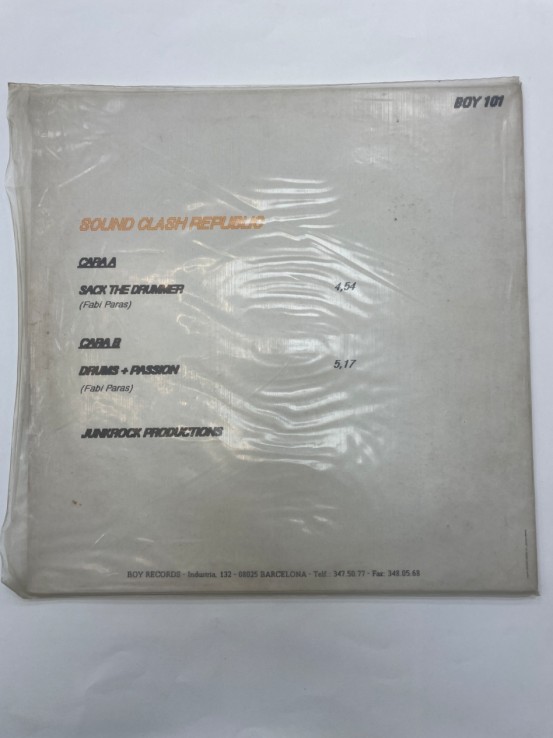 BOY 101
SOUND CLASH REPUBLIC
CARA A
SACK THE DRUMMER 4,54
(Fabi Paras)
CARA B
DRUMS + PASSION 5,17
(Fabi Paras)
JUNKROCK PRODUCTIONS
BOY RECORDS - Industria, 132 - 08025 BARCELONA - Telf.: 347.50.77 - Fax: 348.05.68